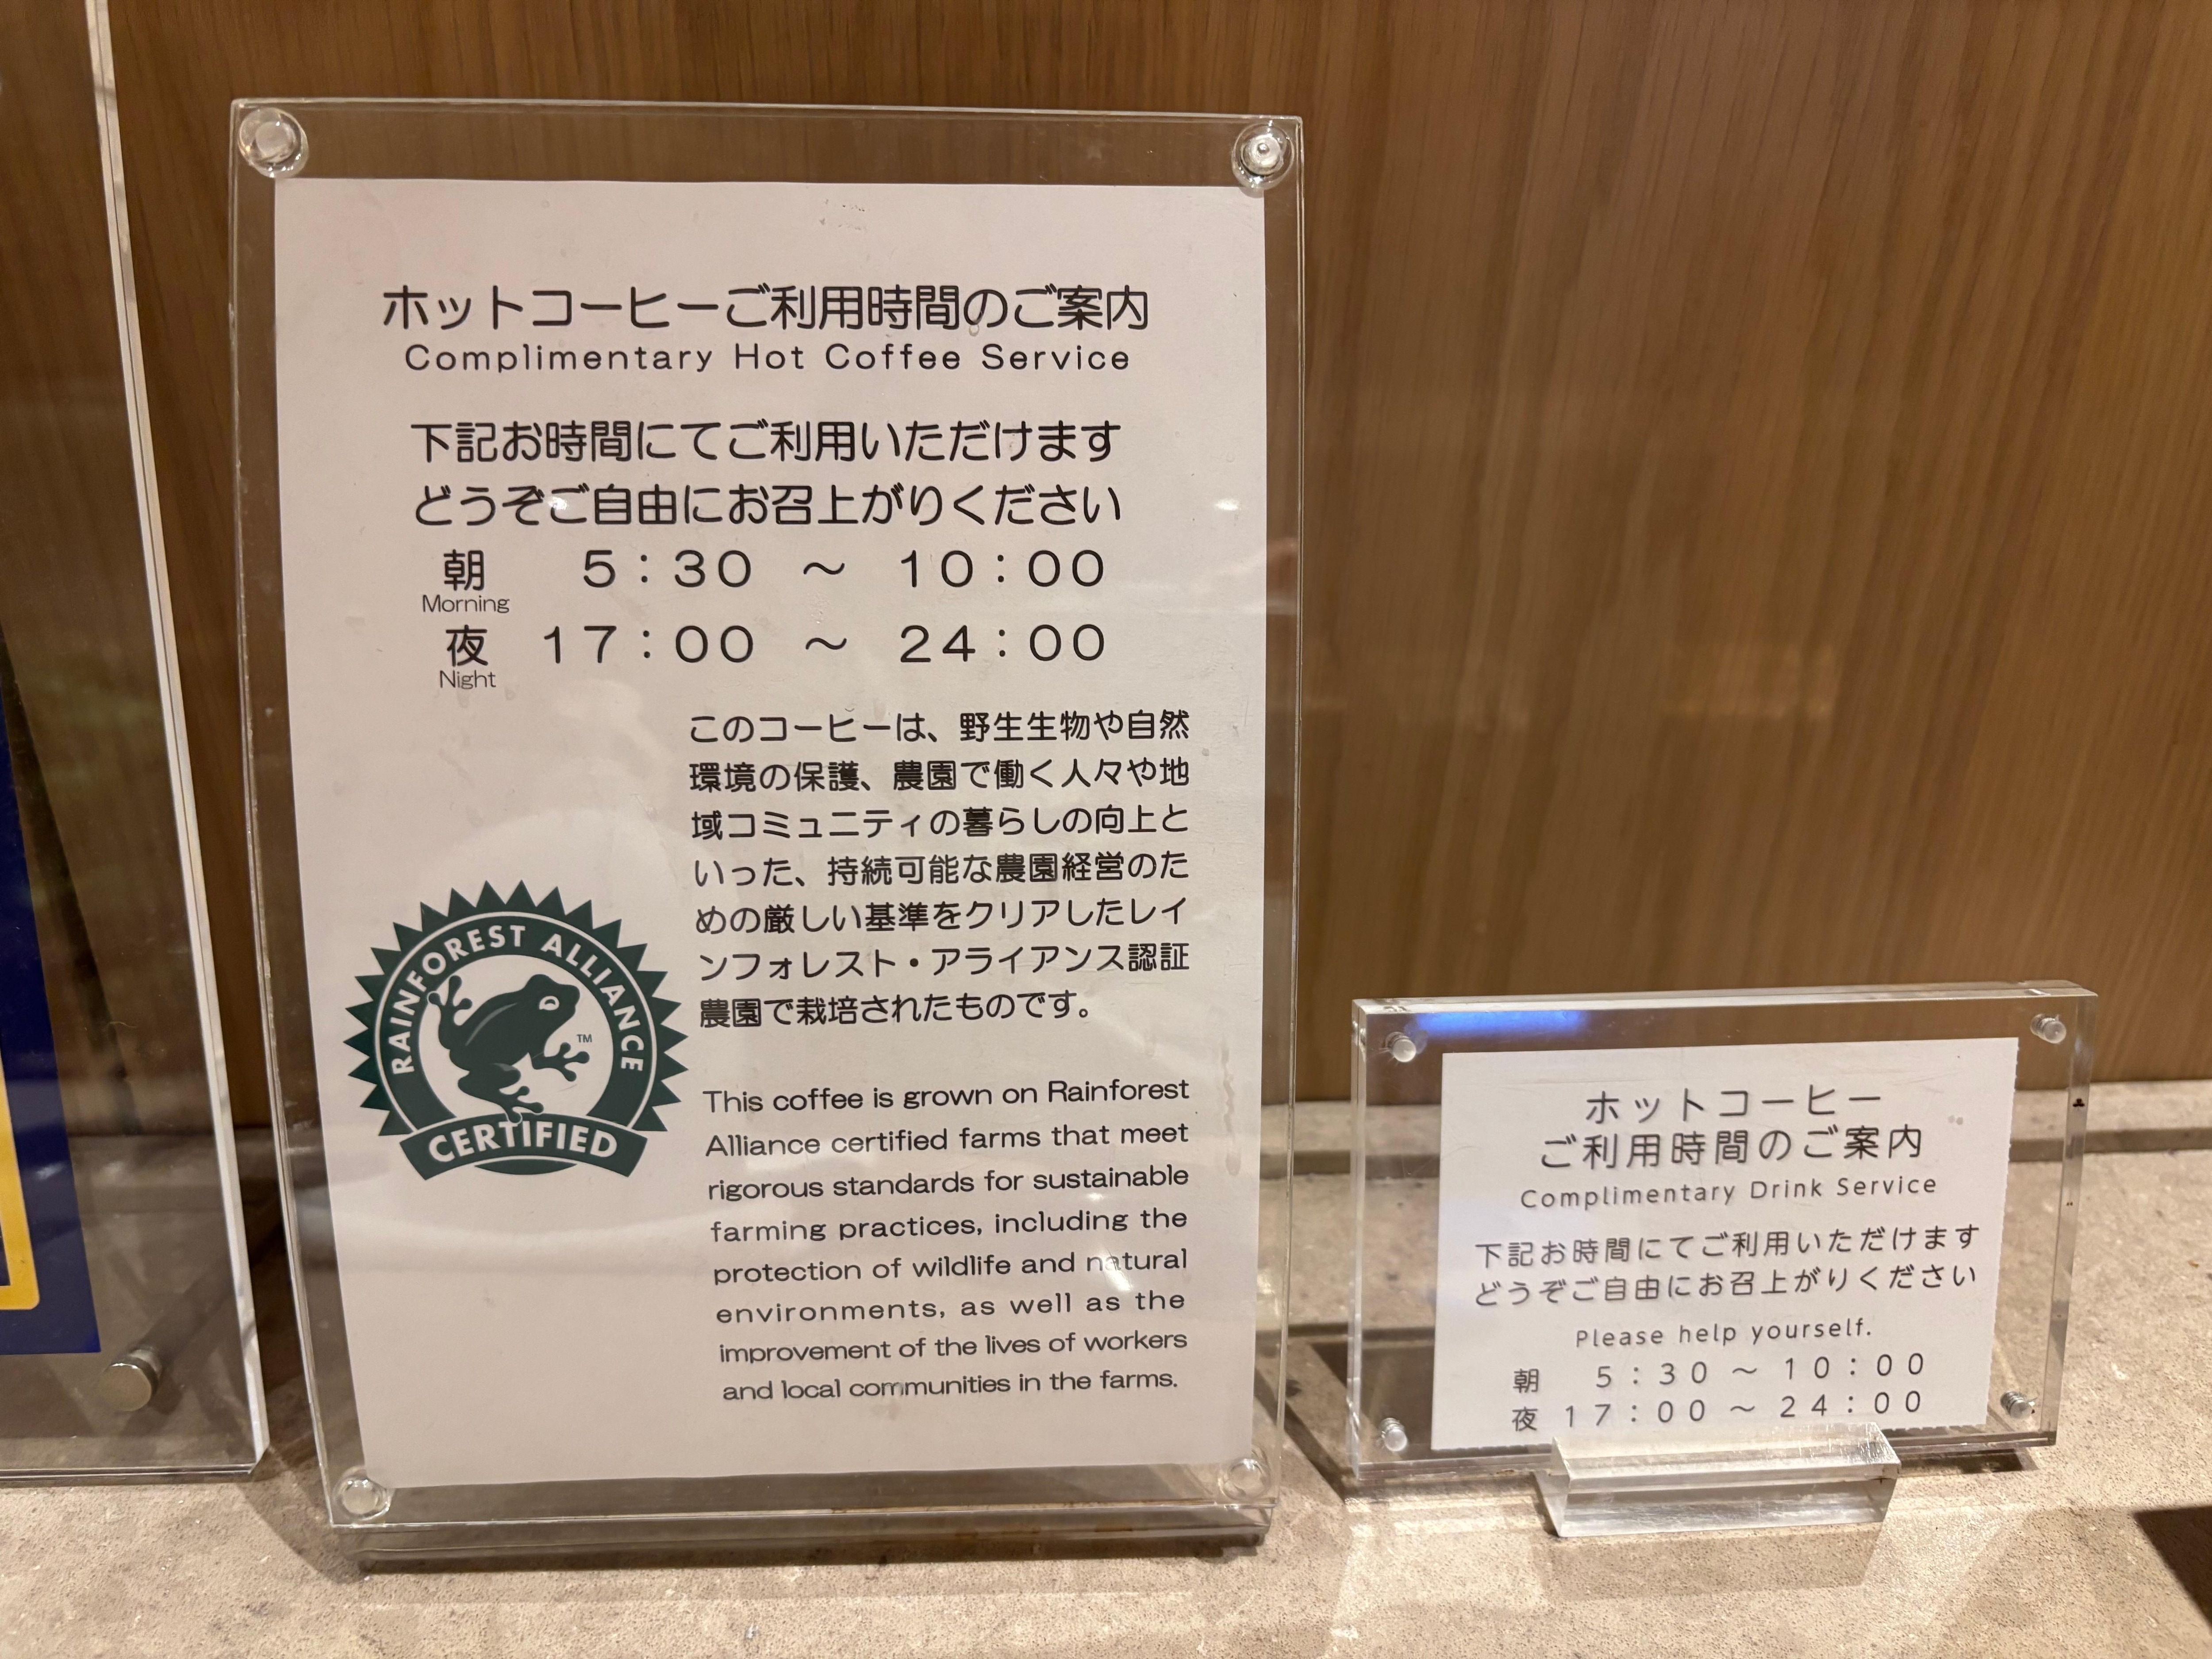 ホットコーヒーご利用時間のご案内
Complimentary Hot Coffee Service
下記お時間にてご利用いただけます
どうぞご自由にお召上がりください
朝 5：30 ～ 10：00
Morning
夜 17：00 ～ 24：00
Night
このコーヒーは、野生生物や自然
環境の保護、農園で働く人々や地
域コミュニティの暮らしの向上と
いった、持続可能な農園経営のた
めの厳しい基準をクリアしたレイ
ンフォレスト・アライアンス認証
農園で栽培されたものです。
RAINFOREST ALLIANCE
TM
CERTIFIED
This coffee is grown on Rainforest
Alliance certified farms that meet
rigorous standards for sustainable
farming practices, including the
protection of wildlife and natural
environments, as well as the
improvement of the lives of workers
and local communities in the farms.
ホットコーヒー
ご利用時間のご案内
Complimentary Drink Service
下記お時間にてご利用いただけます
どうぞご自由にお召上がりください
Please help yourself.
朝 5：30 ～ 10：00
夜 17：00 ～ 24：00